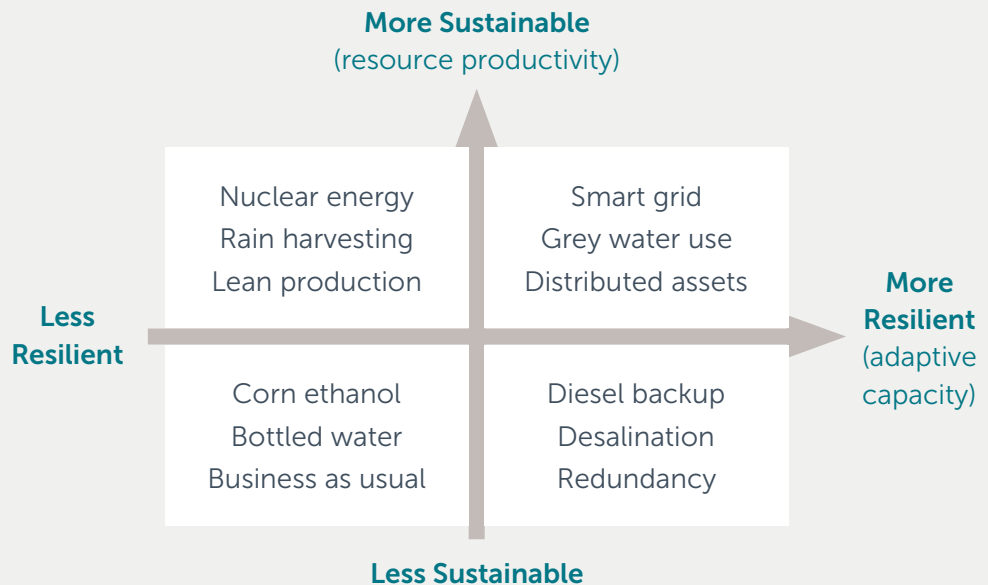 More Sustainable
(resource productivity)
Nuclear energy
Rain harvesting
Lean production
Smart grid
Grey water use
Distributed assets
Less
Resilient
More
Resilient
(adaptive
capacity)
Corn ethanol
Bottled water
Business as usual
Diesel backup
Desalination
Redundancy
Less Sustainable